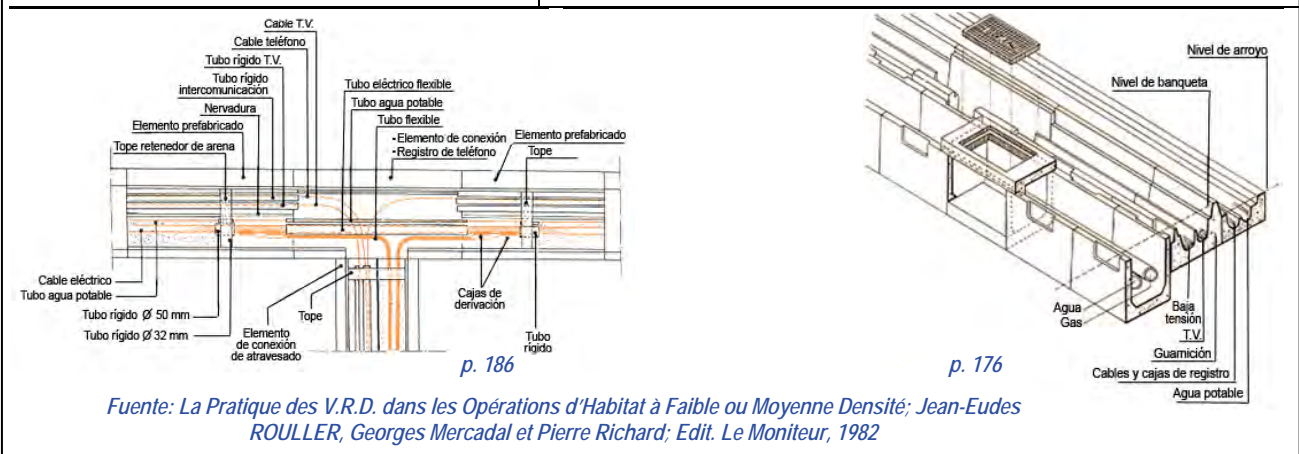 Cable T.V.
Cable teléfono
Tubo rígido T.V.
Tubo rígido
intercomunicación
Nervadura
Elemento prefabricado
Tope retenedor de arena
Tubo eléctrico flexible
Tubo agua potable
Tubo flexible
-Elemento de conexión
-Registro de teléfono
Elemento prefabricado
Tope
Cable eléctrico
Tubo agua potable
Tubo rígido Ø 50 mm
Tubo rígido Ø 32 mm
Elemento
de conexión
de atravesado
Tope
Cajas de
derivación
Tubo
rígido
p. 186
Nivel de arroyo
Nivel de banqueta
Agua
Gas
Baja
tensión
T.V.
Guarnición
Cables y cajas de registro
Agua potable
p. 176
Fuente: La Pratique des V.R.D. dans les Opérations d'Habitat à Faible ou Moyenne Densité; Jean-Eudes
ROULLER, Georges Mercadal et Pierre Richard; Edit. Le Moniteur, 1982